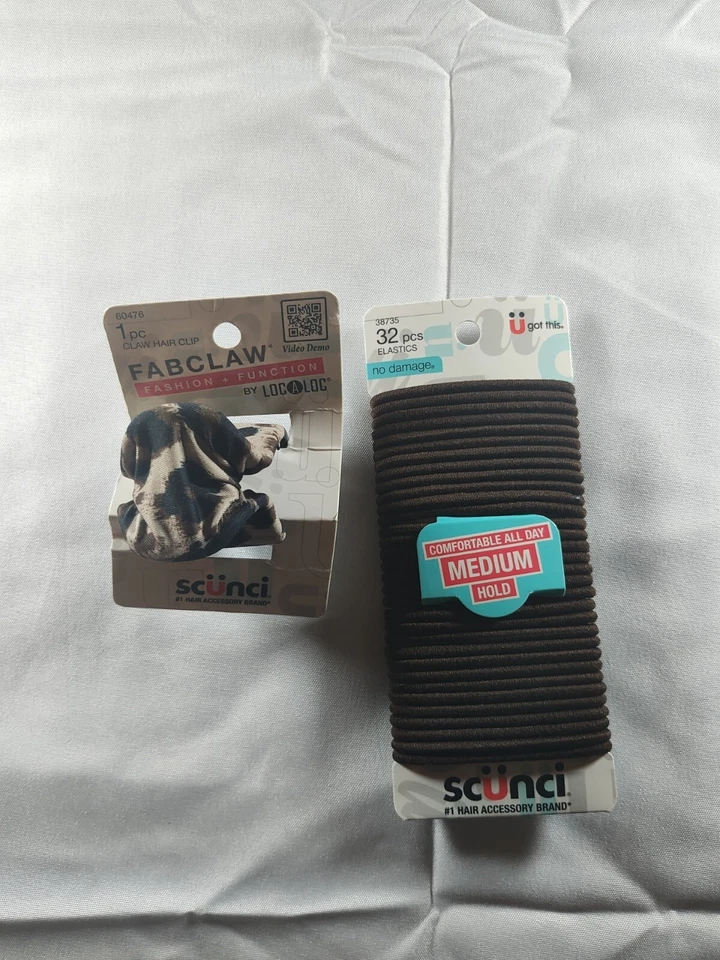 60476
1 pc
CLAW HAIR CLIP
Video Demo
FABCLAW®
FASHION + FUNCTION
BY LOC A LOC®
scünci®
#1 HAIR ACCESSORY BRAND*
38735
32 pcs
ELASTICS
Ü got this®
no damage®
COMFORTABLE ALL DAY
MEDIUM
HOLD
scünci®
#1 HAIR ACCESSORY BRAND*